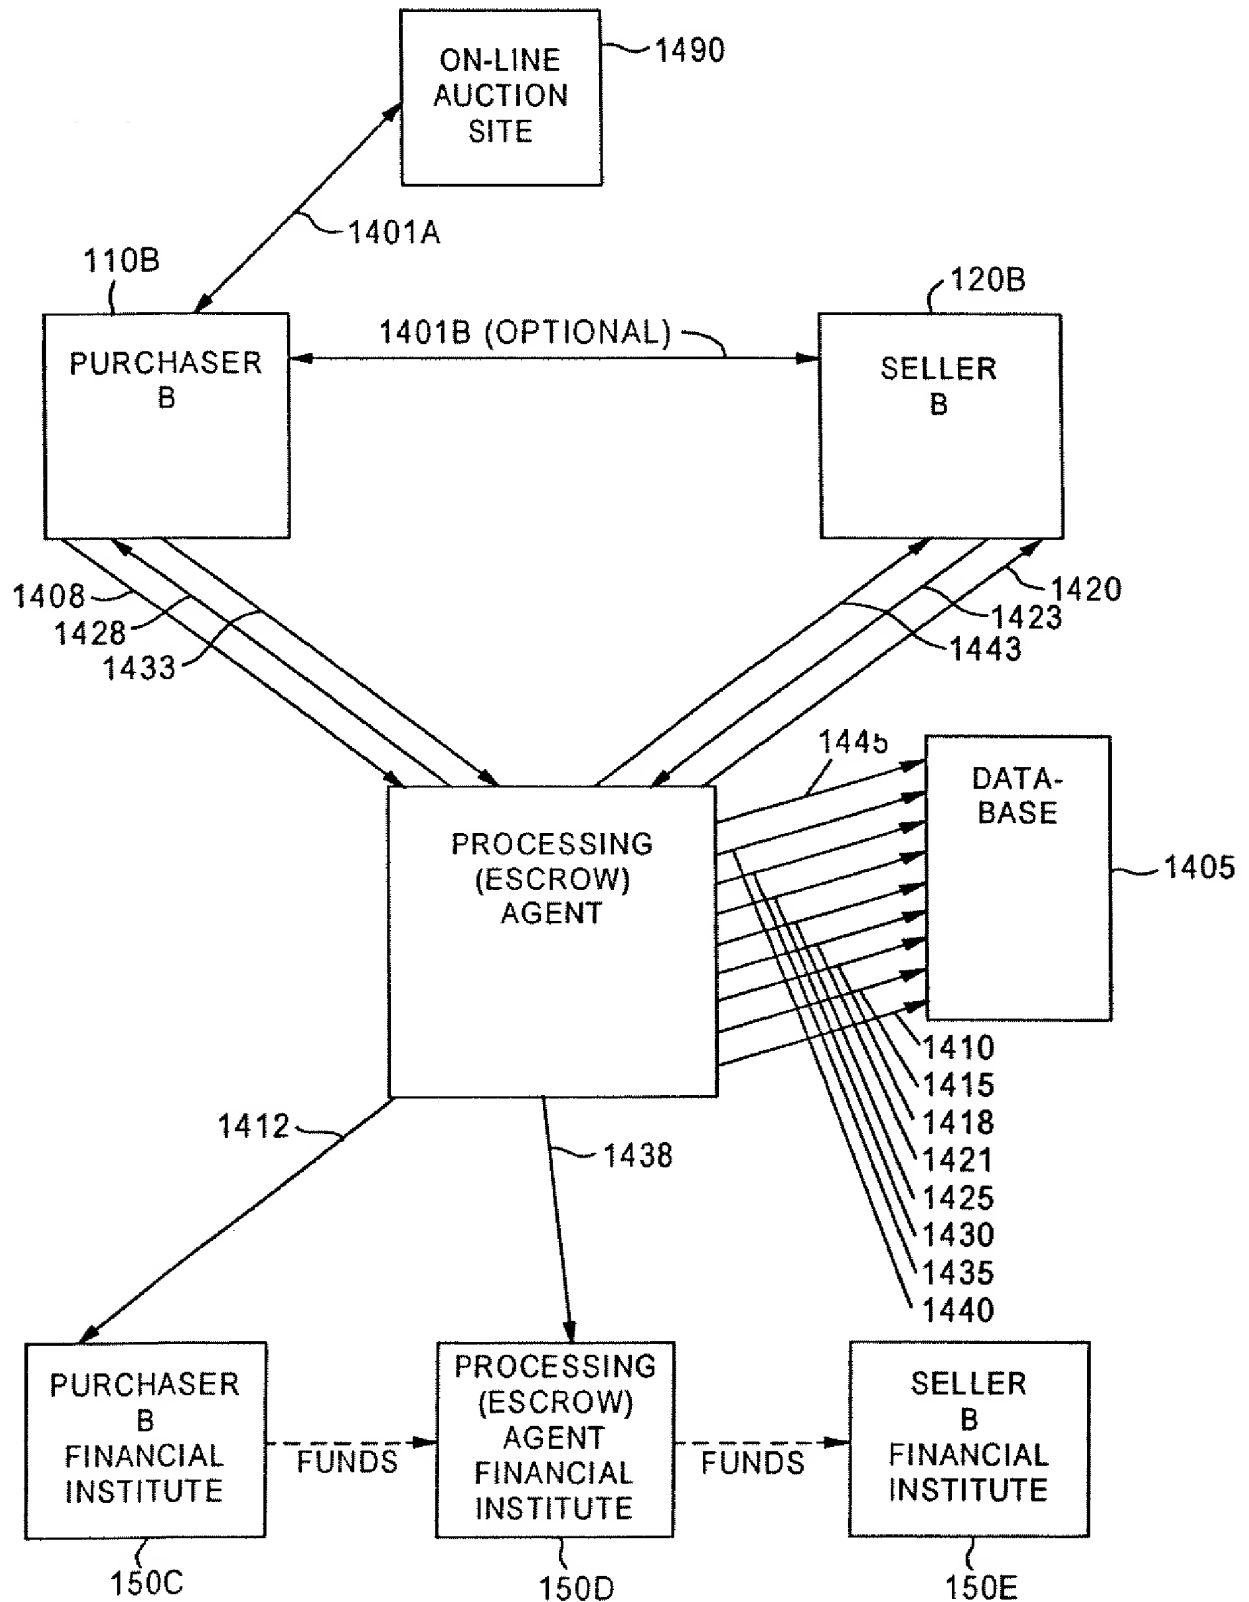 ON-LINE
AUCTION
SITE
1490
1401A
110B
120B
PURCHASER
B
1401B (OPTIONAL)
SELLER
B
1408
1428
1433
1420
1423
1443
1445
DATA-
BASE
1405
PROCESSING
(ESCROW)
AGENT
1410
1415
1418
1421
1425
1430
1435
1440
1412
1438
PURCHASER
B
FINANCIAL
INSTITUTE
FUNDS
PROCESSING
(ESCROW)
AGENT
FINANCIAL
INSTITUTE
FUNDS
SELLER
B
FINANCIAL
INSTITUTE
150C
150D
150E